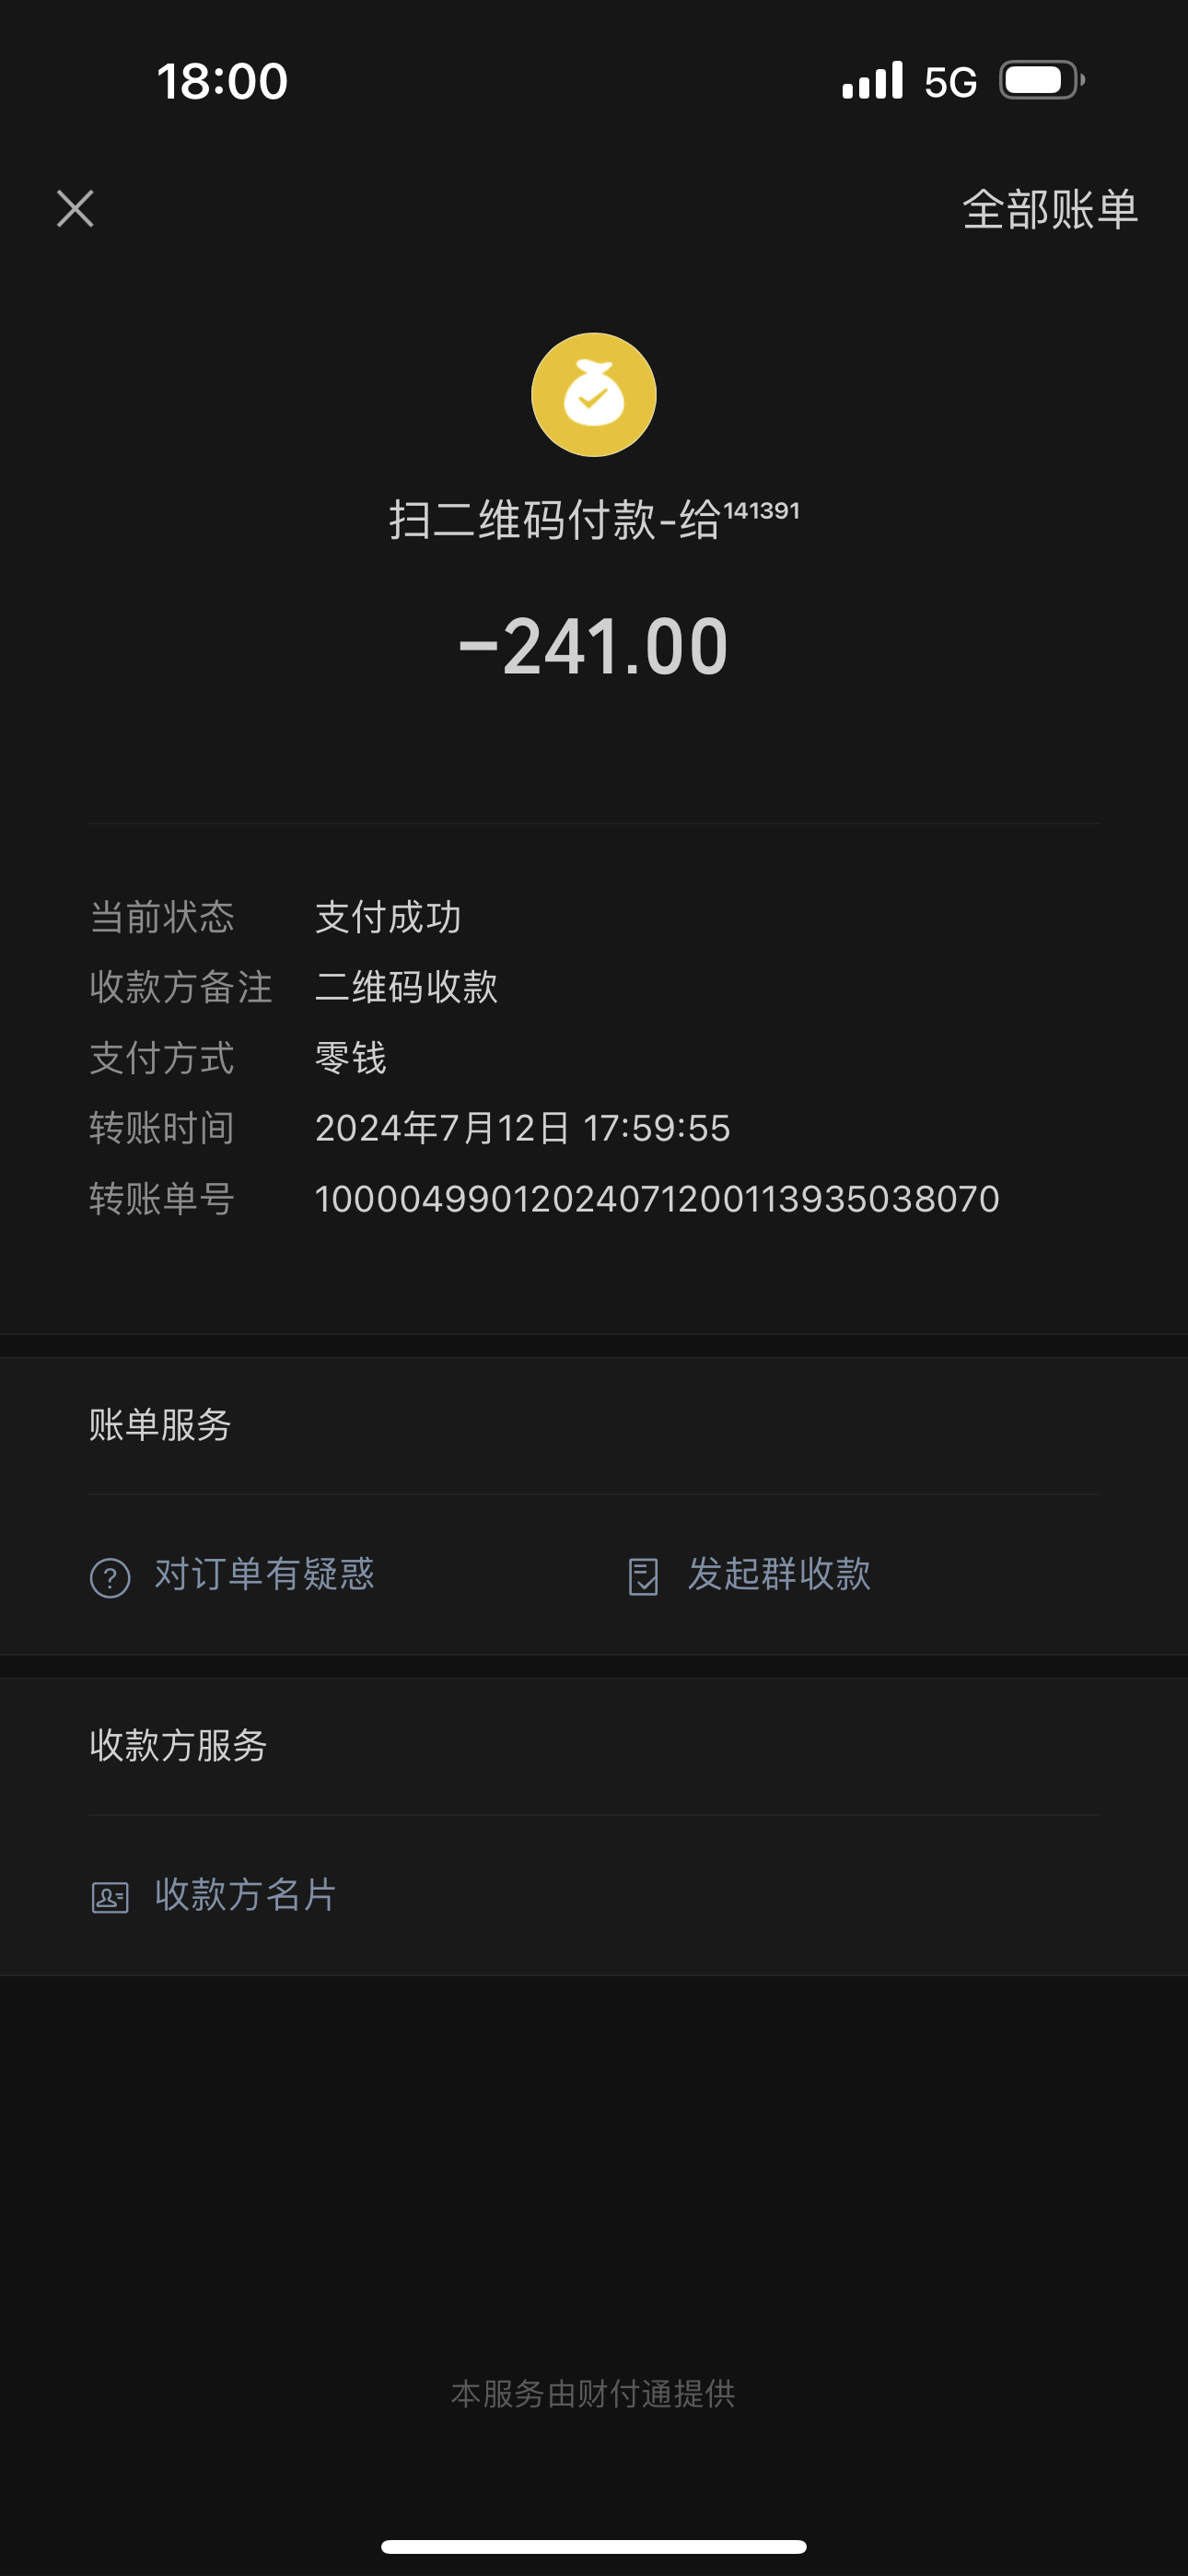 18:00 5G
全部账单
扫二维码付款-给¹⁴¹³⁹¹
-241.00
当前状态 支付成功
收款方备注 二维码收款
支付方式 零钱
转账时间 2024年7月12日 17:59:55
转账单号 10000499012024071200113935038070
账单服务
对订单有疑惑 发起群收款
收款方服务
收款方名片
本服务由财付通提供